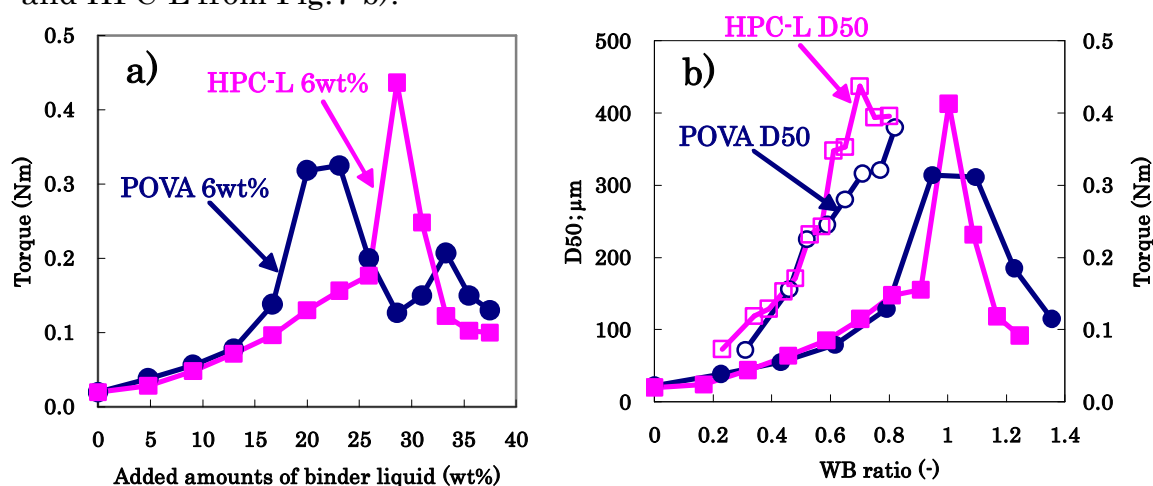 and HPC-L from Fig.7-b).
a)
HPC-L 6wt%
POVA 6wt%
Torque (Nm)
0.5
0.4
0.3
0.2
0.1
0.0
0 5 10 15 20 25 30 35 40
Added amounts of binder liquid (wt%)
HPC-L D50
b)
POVA D50
D50;μm
500
400
300
200
100
0
0.5
0.4
0.3
0.2
0.1
0.0
Torque (Nm)
0 0.2 0.4 0.6 0.8 1 1.2 1.4
WB ratio (-)